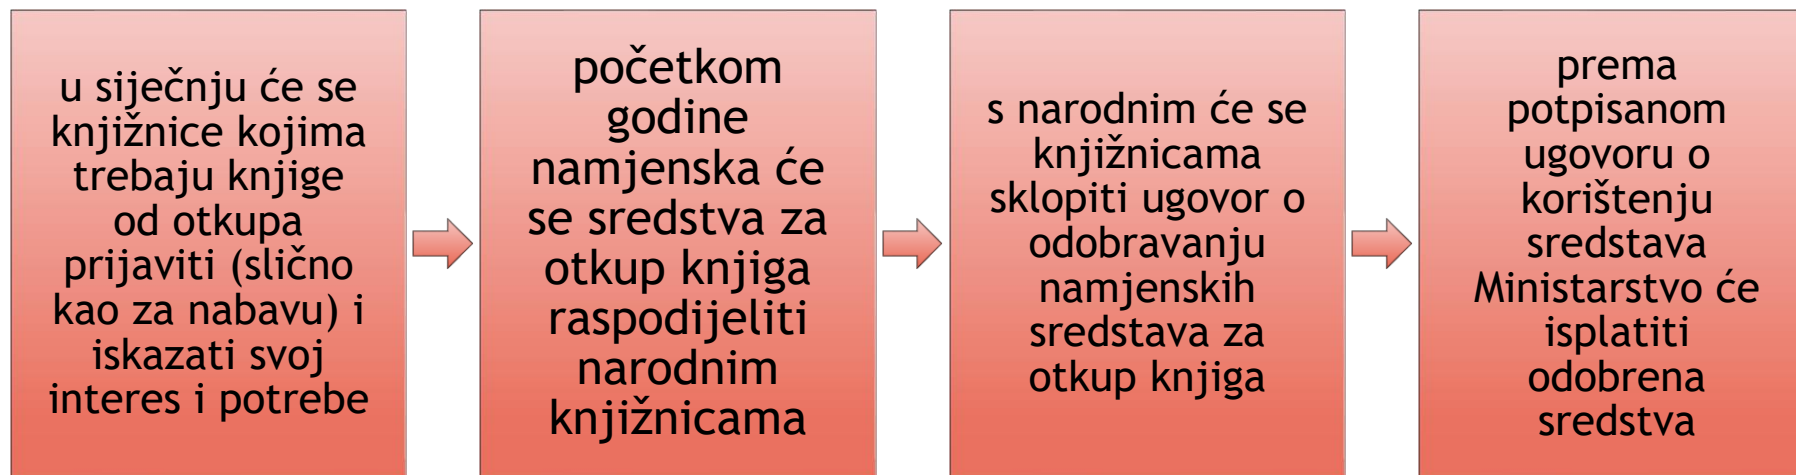 u siječnju će se
knjižnice kojima
trebaju knjige
od otkupa
prijaviti (slično
kao za nabavu) i
iskazati svoj
interes i potrebe
početkom
godine
namjenska će
se sredstva za
otkup knjiga
raspodijeliti
narodnim
knjižnicama
s narodnim će se
knjižnicama
sklopiti ugovor o
odobravanju
namjenskih
sredstava za
otkup knjiga
prema
potpisanom
ugovoru o
korištenju
sredstava
Ministarstvo će
isplatiti
odobrena
sredstva